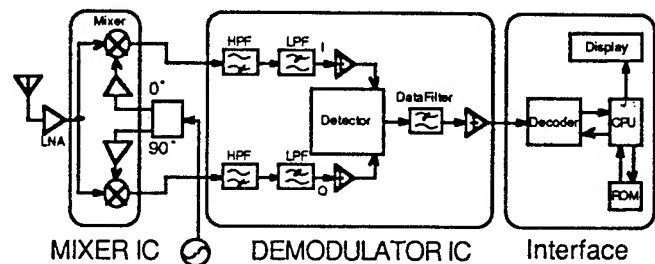 Mixer
HPF
LPF
I
Display
0°
LNA
Detector
DataFilter
Decoder
CPU
90°
HPF
LPF
Q
ROM
MIXER IC
DEMODULATOR IC
Interface